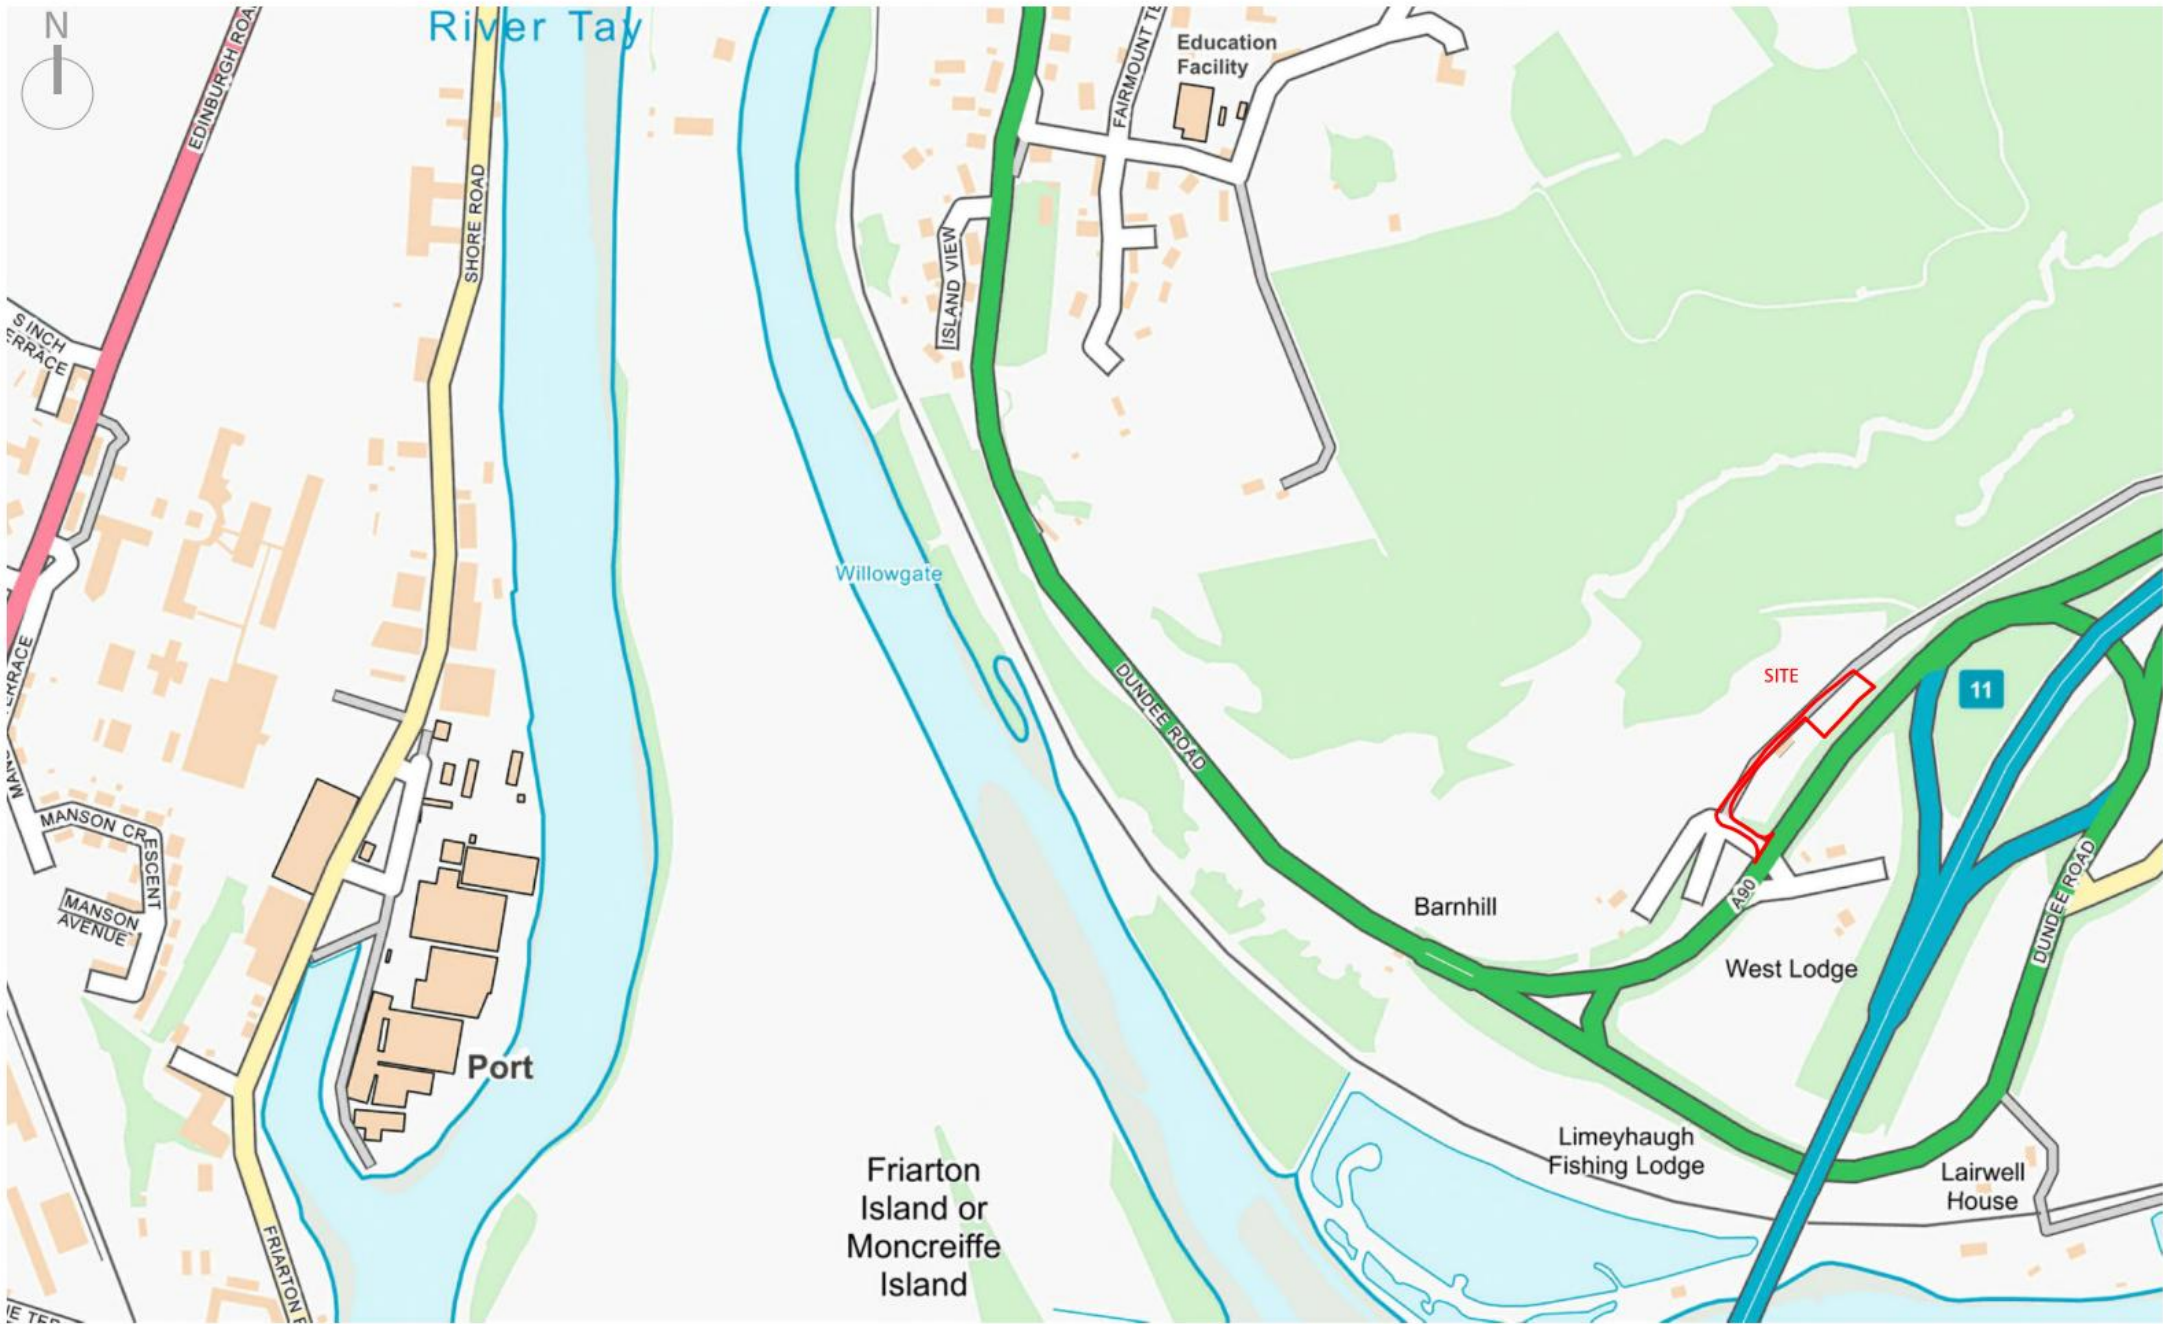 N
River Tay
EDINBURGH ROA
SHORE ROAD
FAIRMOUNT TE
Education
Facility
ISLAND VIEW
S INCH
ERRACE
Willowgate
DUNDEE ROAD
SITE
11
ERRACE
MANS
MANSON CRESCENT
MANSON
AVENUE
Barnhill
A90
West Lodge
DUNDEE ROAD
Port
Limeyhaugh
Fishing Lodge
Lairwell
House
Friarton
Island or
Moncreiffe
Island
FRIARTON